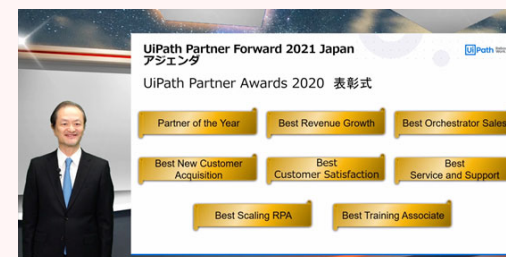 UiPath Partner Forward 2021 Japan
アジェンダ
UiPath
UiPath Partner Awards 2020 表彰式
Partner of the Year
Best Revenue Growth
Best Orchestrator Sales
Best New Customer
Acquisition
Best
Customer Satisfaction
Best
Service and Support
Best Scaling RPA
Best Training Associate